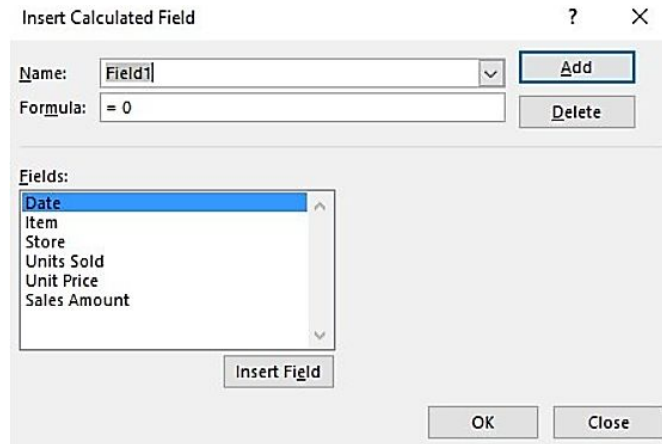 Insert Calculated Field ?
Name: Field1 Add
Formula: = 0 Delete
Fields:
Date
Item
Store
Units Sold
Unit Price
Sales Amount
Insert Field
OK Close